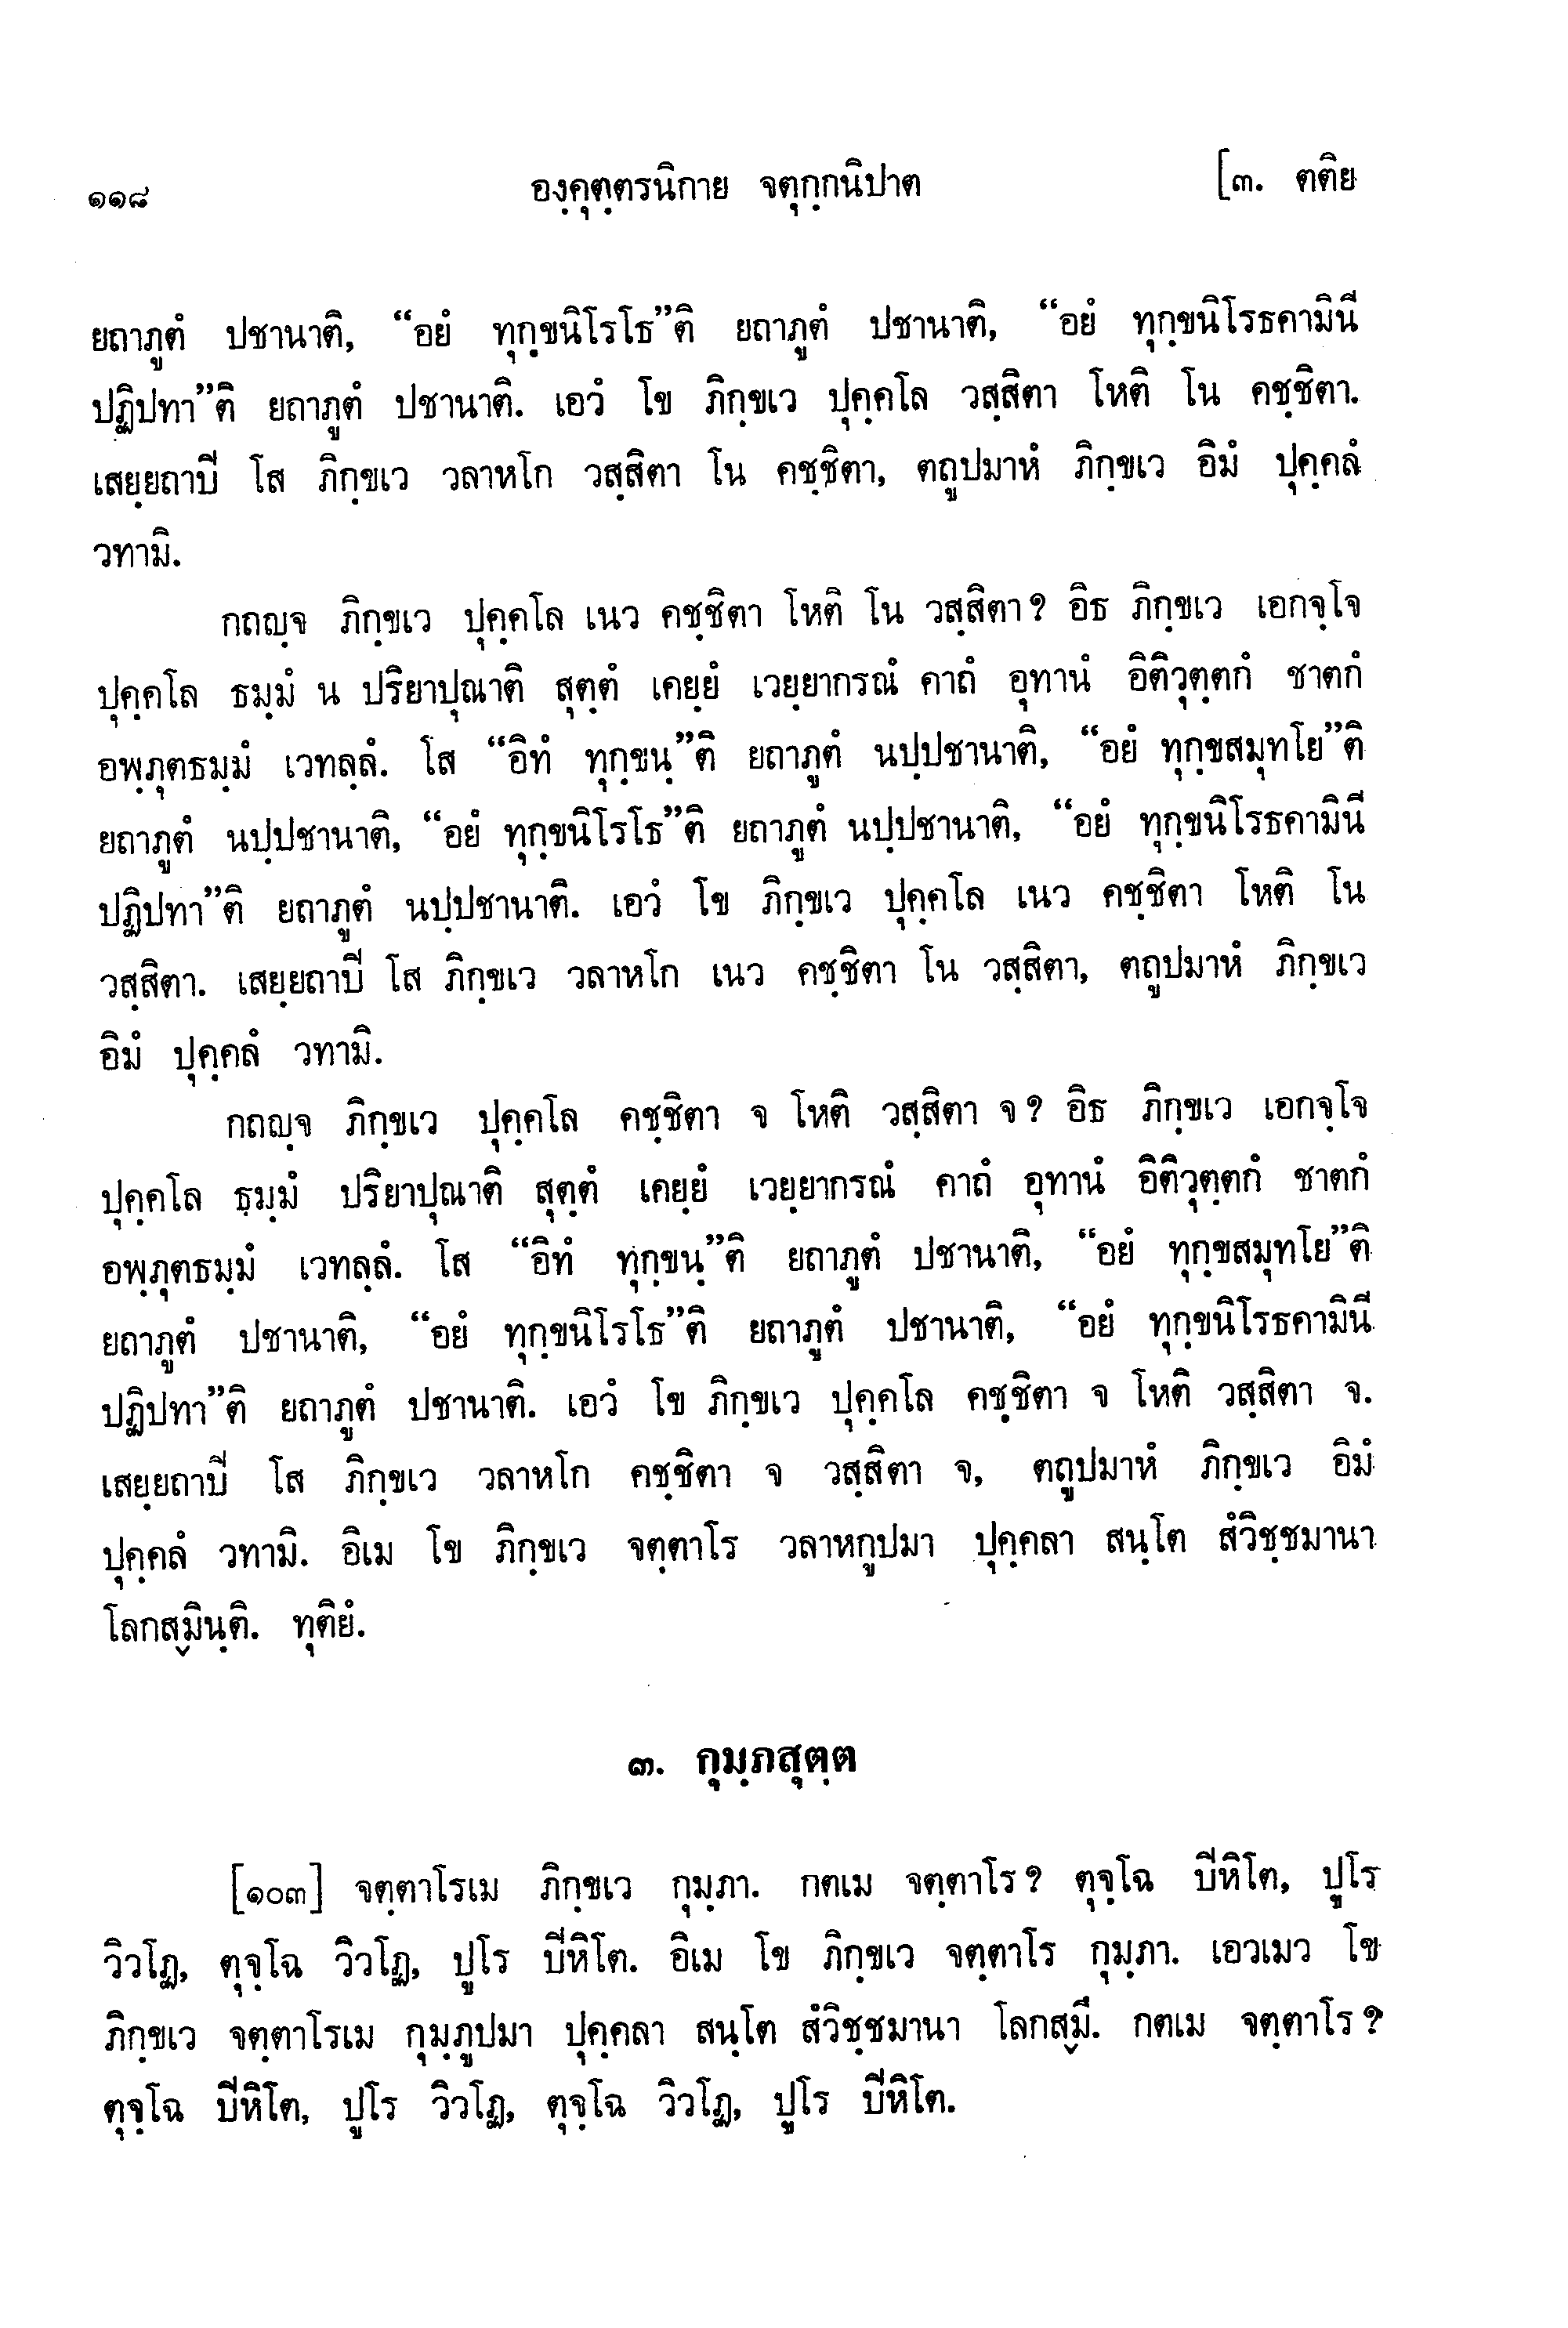 ๑๑๘ องฺคุตฺตรนิกาย จตุกฺกนิปาต [๓. ตติย
ยถาภูตํ ปชานาติ, “อยํ ทุกฺขนิโรโธ”ติ ยถาภูตํ ปชานาติ, “อยํ ทุกฺขนิโรธคามินี
ปฏิปทา”ติ ยถาภูตํ ปชานาติ. เอวํ โข ภิกฺขเว ปุคฺคโล วสฺสิตา โหติ โน คชฺชิตา.
เสยฺยถาปิ โส ภิกฺขเว วลาหโก วสฺสิตา โน คชฺชิตา, ตถูปมาหํ ภิกฺขเว อิมํ ปุคฺคลํ
วทามิ.
กถญฺจ ภิกฺขเว ปุคฺคโล เนว คชฺชิตา โหติ โน วสฺสิตา? อิธ ภิกฺขเว เอกจฺโจ
ปุคฺคโล ธมฺมํ น ปริยาปุณาติ สุตฺตํ เคยฺยํ เวยฺยากรณํ คาถํ อุทานํ อิติวุตฺตกํ ชาตกํ
อพฺภุตธมฺมํ เวทลฺลํ. โส “อิทํ ทุกฺขนฺ”ติ ยถาภูตํ นปฺปชานาติ, “อยํ ทุกฺขสมุทโย”ติ
ยถาภูตํ นปฺปชานาติ, “อยํ ทุกฺขนิโรโธ”ติ ยถาภูตํ นปฺปชานาติ, “อยํ ทุกฺขนิโรธคามินี
ปฏิปทา”ติ ยถาภูตํ นปฺปชานาติ. เอวํ โข ภิกฺขเว ปุคฺคโล เนว คชฺชิตา โหติ โน
วสฺสิตา. เสยฺยถาปิ โส ภิกฺขเว วลาหโก เนว คชฺชิตา โน วสฺสิตา, ตถูปมาหํ ภิกฺขเว
อิมํ ปุคฺคลํ วทามิ.
กถญฺจ ภิกฺขเว ปุคฺคโล คชฺชิตา จ โหติ วสฺสิตา จ? อิธ ภิกฺขเว เอกจฺโจ
ปุคฺคโล ธมฺมํ ปริยาปุณาติ สุตฺตํ เคยฺยํ เวยฺยากรณํ คาถํ อุทานํ อิติวุตฺตกํ ชาตกํ
อพฺภุตธมฺมํ เวทลฺลํ. โส “อิทํ ทุกฺขนฺ”ติ ยถาภูตํ ปชานาติ, “อยํ ทุกฺขสมุทโย”ติ
ยถาภูตํ ปชานาติ, “อยํ ทุกฺขนิโรโธ”ติ ยถาภูตํ ปชานาติ, “อยํ ทุกฺขนิโรธคามินี
ปฏิปทา”ติ ยถาภูตํ ปชานาติ. เอวํ โข ภิกฺขเว ปุคฺคโล คชฺชิตา จ โหติ วสฺสิตา จ.
เสยฺยถาปิ โส ภิกฺขเว วลาหโก คชฺชิตา จ วสฺสิตา จ, ตถูปมาหํ ภิกฺขเว อิมํ
ปุคฺคลํ วทามิ. อิเม โข ภิกฺขเว จตฺตาโร วลาหกูปมา ปุคฺคลา สนฺโต สํวิชฺชมานา
โลกสฺมินฺติ. ทุติยํ.
๓. กุมฺภสุตฺต
[๑๐๓] จตฺตาโรเม ภิกฺขเว กุมฺภา. กตเม จตฺตาโร? ตุจฺโฉ ปิหิโต, ปูโร
วิวโฏ, ตุจฺโฉ วิวโฏ, ปูโร ปิหิโต. อิเม โข ภิกฺขเว จตฺตาโร กุมฺภา. เอวเมว โข
ภิกฺขเว จตฺตาโรเม กุมฺภูปมา ปุคฺคลา สนฺโต สํวิชฺชมานา โลกสฺมึ. กตเม จตฺตาโร?
ตุจฺโฉ ปิหิโต, ปูโร วิวโฏ, ตุจฺโฉ วิวโฏ, ปูโร ปิหิโต.